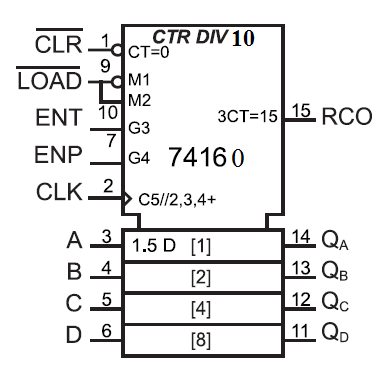 CTR DIV 10
CLR 1 CT=0
LOAD 9 M1
M2
ENT 10 G3 3CT=15 15 RCO
ENP 7 G4 74160
CLK 2 C5//2,3,4+
A 3 1.5 D [1] 14 QA
B 4 [2] 13 QB
C 5 [4] 12 QC
D 6 [8] 11 QD